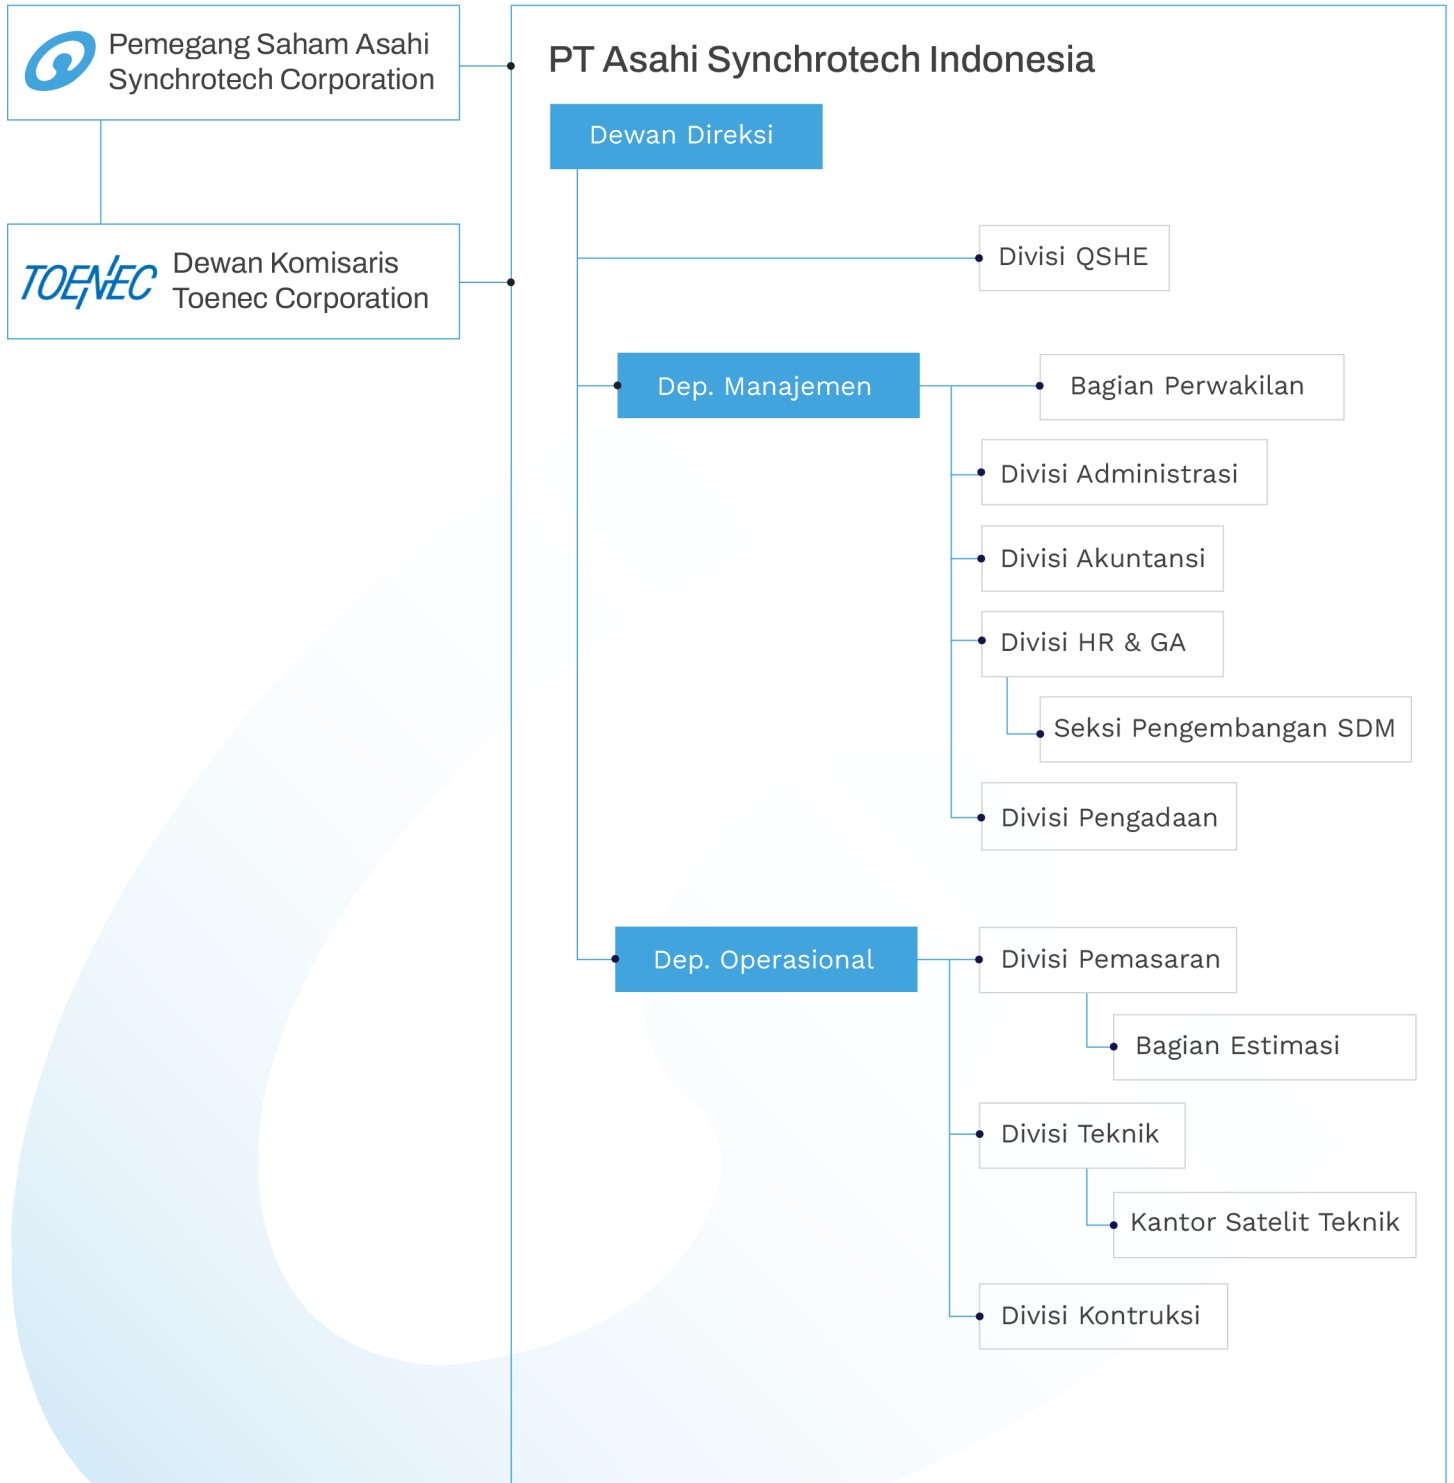 Pemegang Saham Asahi
Synchrotech Corporation
TOENEC
Dewan Komisaris
Toenec Corporation
PT Asahi Synchrotech Indonesia
Dewan Direksi
Divisi QSHE
Dep. Manajemen
Bagian Perwakilan
Divisi Administrasi
Divisi Akuntansi
Divisi HR & GA
Seksi Pengembangan SDM
Divisi Pengadaan
Dep. Operasional
Divisi Pemasaran
Bagian Estimasi
Divisi Teknik
Kantor Satelit Teknik
Divisi Kontruksi